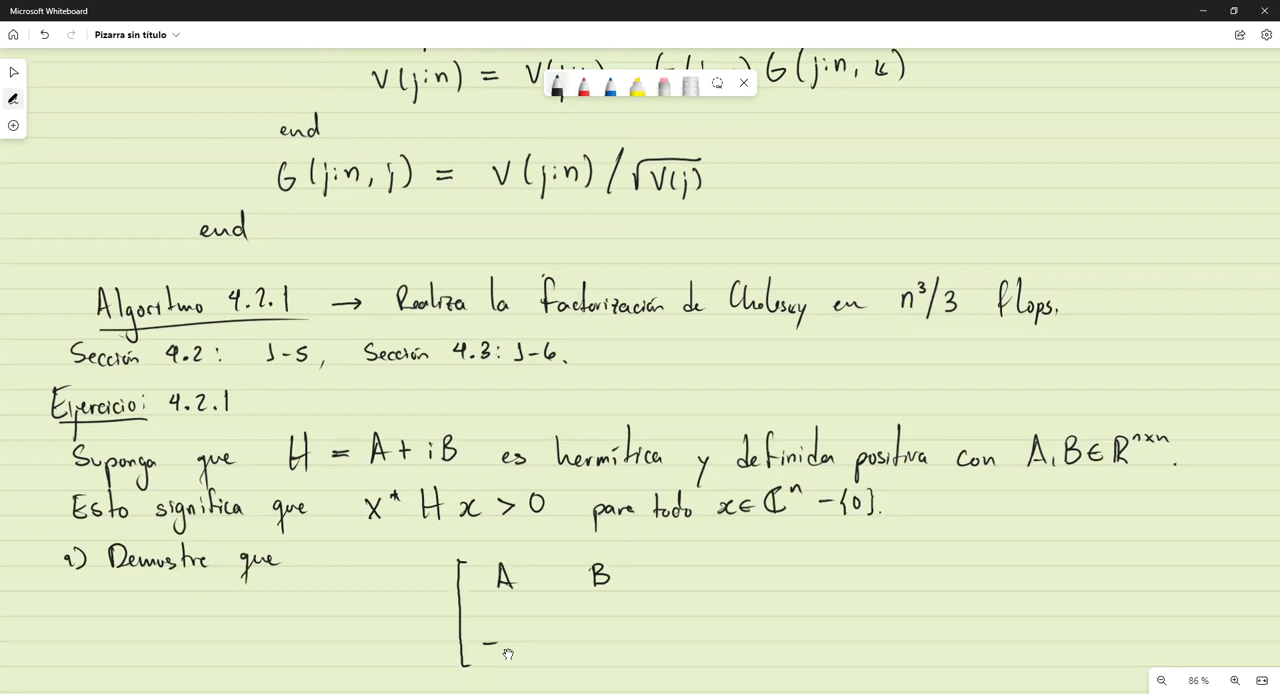 Microsoft Whiteboard
Pizarra sin título
V(j:n) = G(j:n, k)
end
G(j:n, j) = V(j:n) / √V(j)
end
Algoritmo 4.2.1 → Realiza la factorización de Cholesky en n³/3 flops.
Sección 4.2: 1-5, Sección 4.3: 1-6.
Ejercicio: 4.2.1
Suponga que H = A + iB es hermítica y definida positiva con A, B ∈ ℝⁿˣⁿ.
Esto significa que x* H x > 0 para todo x ∈ ℂⁿ - {0}.
a) Demuestre que
[ A B
-
86 %